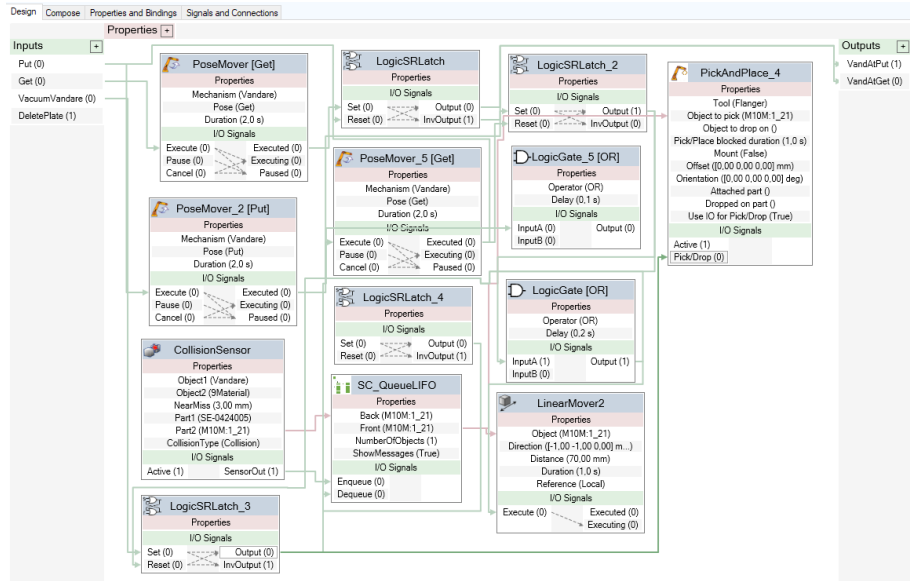 Design Compose Properties and Bindings Signals and Connections
Properties +
Inputs +
Put (0)
Get (0)
VacuumVandare (0)
DeletePlate (1)
PoseMover [Get]
Properties
Mechanism (Vandare)
Pose (Get)
Duration (2,0 s)
I/O Signals
Execute (0) Executed (0)
Pause (0) Executing (0)
Cancel (0) Paused (0)
PoseMover_2 [Put]
Properties
Mechanism (Vandare)
Pose (Put)
Duration (2,0 s)
I/O Signals
Execute (0) Executed (0)
Pause (0) Executing (0)
Cancel (0) Paused (0)
CollisionSensor
Properties
Object1 (Vandare)
Object2 (9Material)
NearMiss (3,00 mm)
Part1 (SE-0424005)
Part2 (M10M:1_21)
CollisionType (Collision)
I/O Signals
Active (1) SensorOut (1)
LogicSRLatch_3
Properties
I/O Signals
Set (0) Output (0)
Reset (0) InvOutput (1)
LogicSRLatch
Properties
I/O Signals
Set (0) Output (0)
Reset (0) InvOutput (1)
PoseMover_5 [Get]
Properties
Mechanism (Vandare)
Pose (Get)
Duration (2,0 s)
I/O Signals
Execute (0) Executed (0)
Pause (0) Executing (0)
Cancel (0) Paused (0)
LogicSRLatch_4
Properties
I/O Signals
Set (0) Output (0)
Reset (0) InvOutput (1)
SC_QueueLIFO
Properties
Back (M10M:1_21)
Front (M10M:1_21)
NumberOfObjects (1)
ShowMessages (True)
I/O Signals
Enqueue (0)
Dequeue (0)
LogicSRLatch_2
Properties
I/O Signals
Set (0) Output (1)
Reset (0) InvOutput (0)
LogicGate_5 [OR]
Properties
Operator (OR)
Delay (0,1 s)
I/O Signals
InputA (0) Output (0)
InputB (0)
LogicGate [OR]
Properties
Operator (OR)
Delay (0,2 s)
I/O Signals
InputA (1) Output (1)
InputB (0)
LinearMover2
Properties
Object (M10M:1_21)
Direction ([-1,00 -1,00 0,00] m...)
Distance (70,00 mm)
Duration (1,0 s)
Reference (Local)
I/O Signals
Execute (0) Executed (0)
Executing (0)
PickAndPlace_4
Properties
Tool (Flanger)
Object to pick (M10M:1_21)
Object to drop on ()
Pick/Place blocked duration (1,0 s)
Mount (False)
Offset ([0,00 0,00 0,00] mm)
Orientation ([0,00 0,00 0,00] deg)
Attached part ()
Dropped on part ()
Use IO for Pick/Drop (True)
I/O Signals
Active (1)
Pick/Drop (0)
Outputs +
VandAtPut (1)
VandAtGet (0)